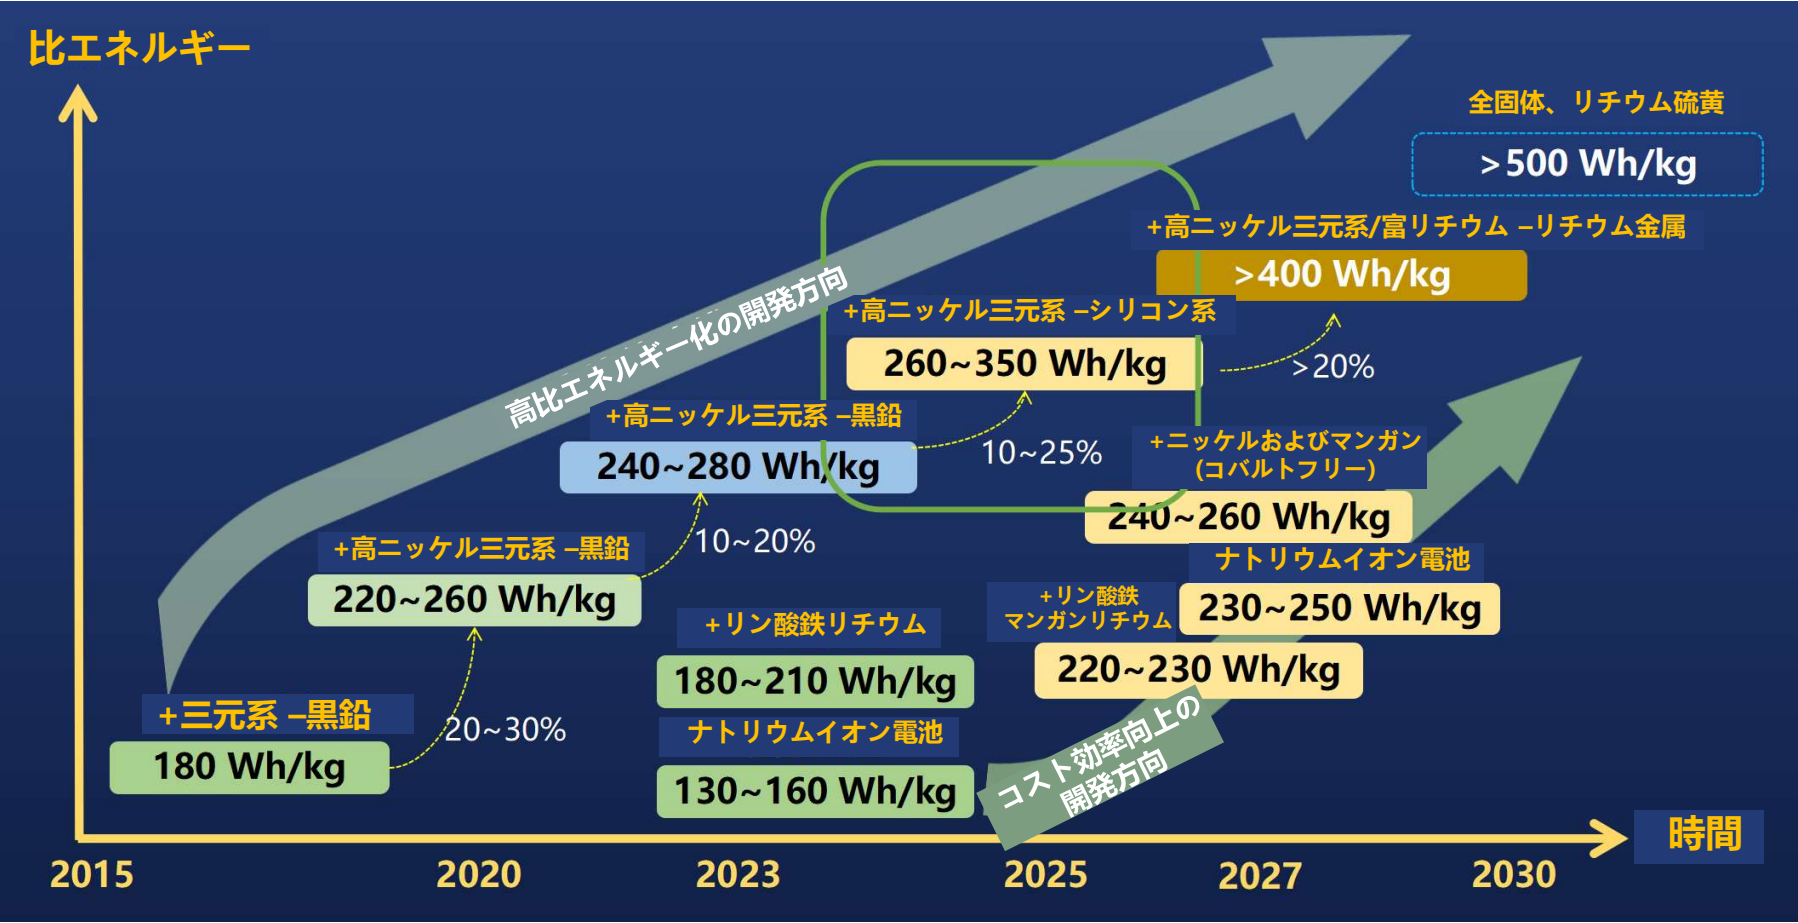 比エネルギー
全固体、リチウム硫黄
>500 Wh/kg
+高ニッケル三元系/富リチウム –リチウム金属
>400 Wh/kg
高比エネルギー化の開発方向
+高ニッケル三元系 –シリコン系
260~350 Wh/kg
>20%
+高ニッケル三元系 –黒鉛
240~280 Wh/kg
10~25%
+ニッケルおよびマンガン
(コバルトフリー)
240~260 Wh/kg
+高ニッケル三元系 –黒鉛
220~260 Wh/kg
10~20%
ナトリウムイオン電池
230~250 Wh/kg
+リン酸鉄
マンガンリチウム
220~230 Wh/kg
+リン酸鉄リチウム
180~210 Wh/kg
ナトリウムイオン電池
130~160 Wh/kg
+三元系 –黒鉛
180 Wh/kg
20~30%
コスト効率向上の
開発方向
時間
2015
2020
2023
2025
2027
2030